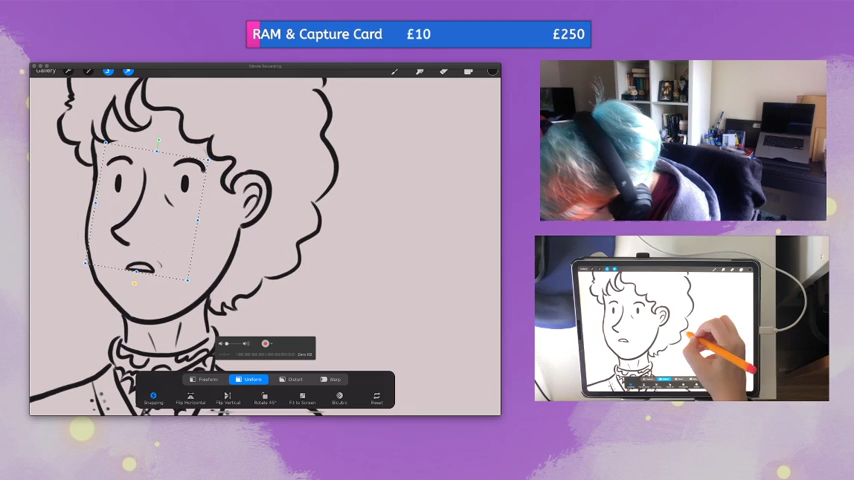 RAM & Capture Card £10 £250
Gallery
Freeform Uniform Distort Warp
Snapping Flip Horizontal Flip Vertical Rotate 45° Fit to Screen Bicubic Reset